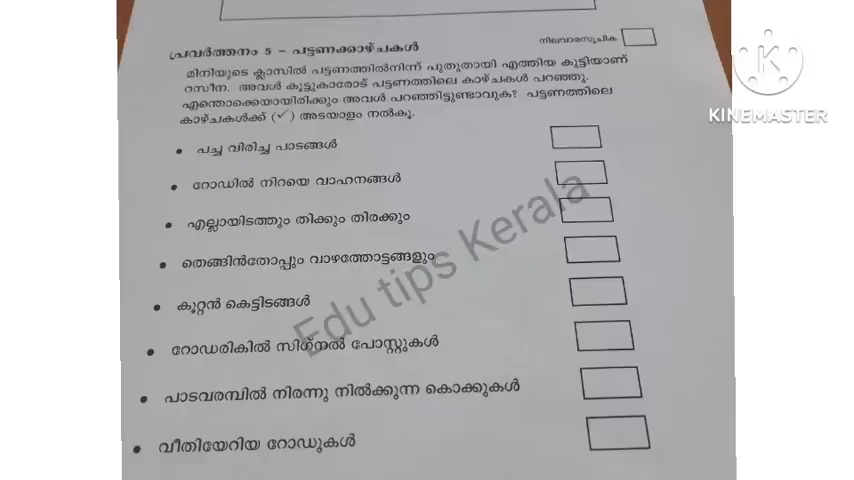 പ്രവർത്തനം 5 – പട്ടണക്കാഴ്ചകൾ
നിലവാരസൂചിക
മിനിയുടെ ക്ലാസിൽ പട്ടണത്തിൽനിന്ന് പുതുതായി എത്തിയ കുട്ടിയാണ്
റസീന. അവൾ കൂട്ടുകാരോട് പട്ടണത്തിലെ കാഴ്ചകൾ പറഞ്ഞു.
എന്തൊക്കെയായിരിക്കും അവൾ പറഞ്ഞിട്ടുണ്ടാവുക? പട്ടണത്തിലെ
കാഴ്ചകൾക്ക് (✓) അടയാളം നൽകൂ.
• പച്ച വിരിച്ച പാടങ്ങൾ
• റോഡിൽ നിറയെ വാഹനങ്ങൾ
• എല്ലായിടത്തും തിക്കും തിരക്കും
• തെങ്ങിൻതോപ്പും വാഴത്തോട്ടങ്ങളും
• കൂറ്റൻ കെട്ടിടങ്ങൾ
• റോഡരികിൽ സിഗ്നൽ പോസ്റ്റുകൾ
• പാടവരമ്പിൽ നിരന്നു നിൽക്കുന്ന കൊക്കുകൾ
• വീതിയേറിയ റോഡുകൾ
Edu tips Kerala
KINEMASTER